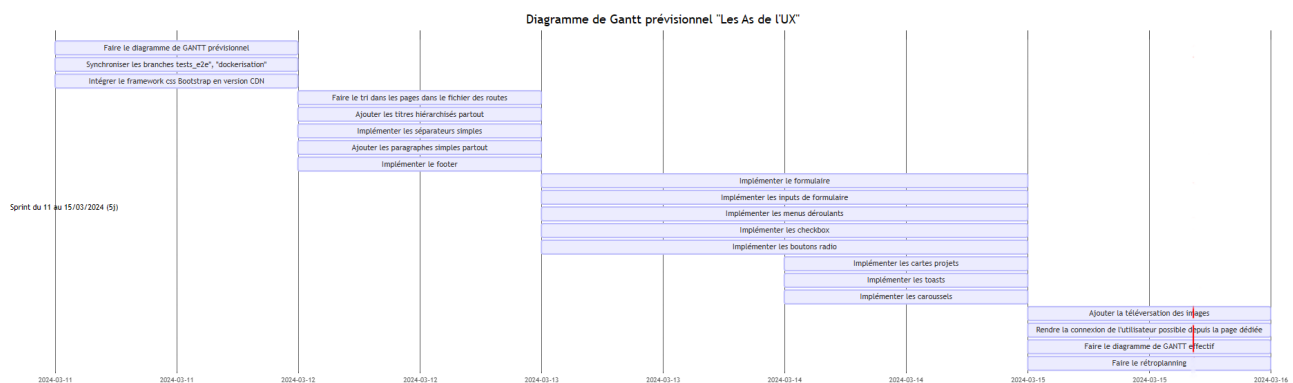 Diagramme de Gantt prévisionnel "Les As de l'UX"
Faire le diagramme de GANTT prévisionnel
Synchroniser les branches tests_e2e", "dockerisation"
Intégrer le framework css Bootstrap en version CDN
Faire le tri dans les pages dans le fichier des routes
Ajouter les titres hiérarchisés partout
Implémenter les séparateurs simples
Ajouter les paragraphes simples partout
Implémenter le footer
Implémenter le formulaire
Implémenter les inputs de formulaire
Sprint du 11 au 15/03/2024 (5j)
Implémenter les menus déroulants
Implémenter les checkbox
Implémenter les boutons radio
Implémenter les cartes projets
Implémenter les toasts
Implémenter les caroussels
Ajouter la téléversation des images
Rendre la connexion de l'utilisateur possible depuis la page dédiée
Faire le diagramme de GANTT effectif
Faire le rétroplanning
2024-03-11 2024-03-11 2024-03-12 2024-03-12 2024-03-13 2024-03-13 2024-03-14 2024-03-14 2024-03-15 2024-03-15 2024-03-16